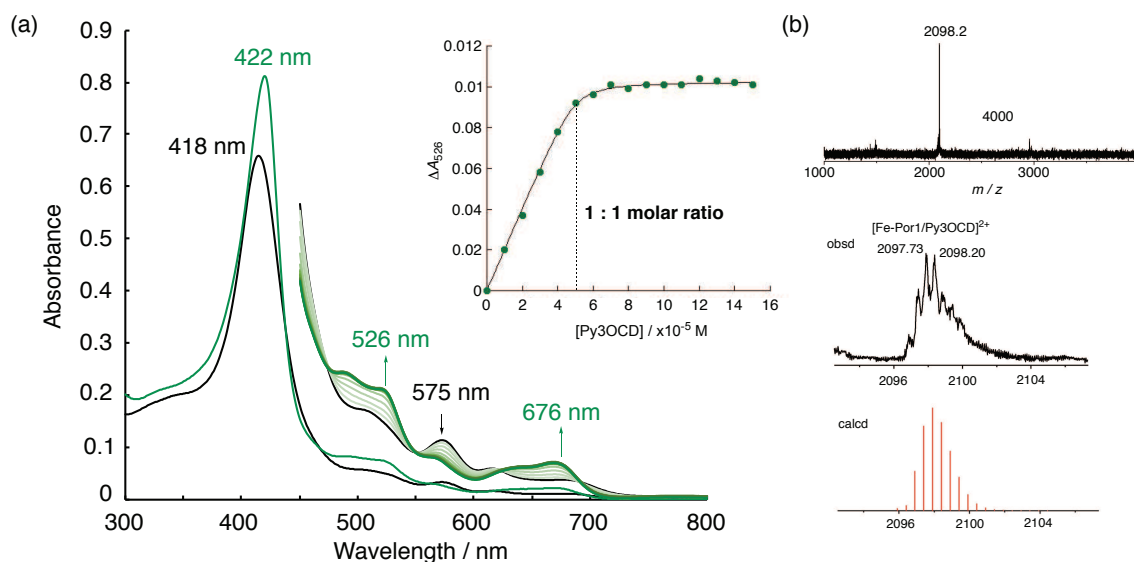 (a)
0.9
0.8
0.7
0.6
0.5
0.4
0.3
0.2
0.1
0
Absorbance
300
400
500
600
700
800
Wavelength / nm
422 nm
418 nm
526 nm
575 nm
676 nm
0.012
0.01
0.008
0.006
0.004
0.002
0.00
ΔA526
0
2
4
6
8
10
12
14
16
[Py3OCD] / x10-5 M
1 : 1 molar ratio
(b)
2098.2
4000
1000
2000
3000
m / z
[Fe-Por1/Py3OCD]2+
obsd
2097.73
2098.20
2096
2100
2104
calcd
2096
2100
2104